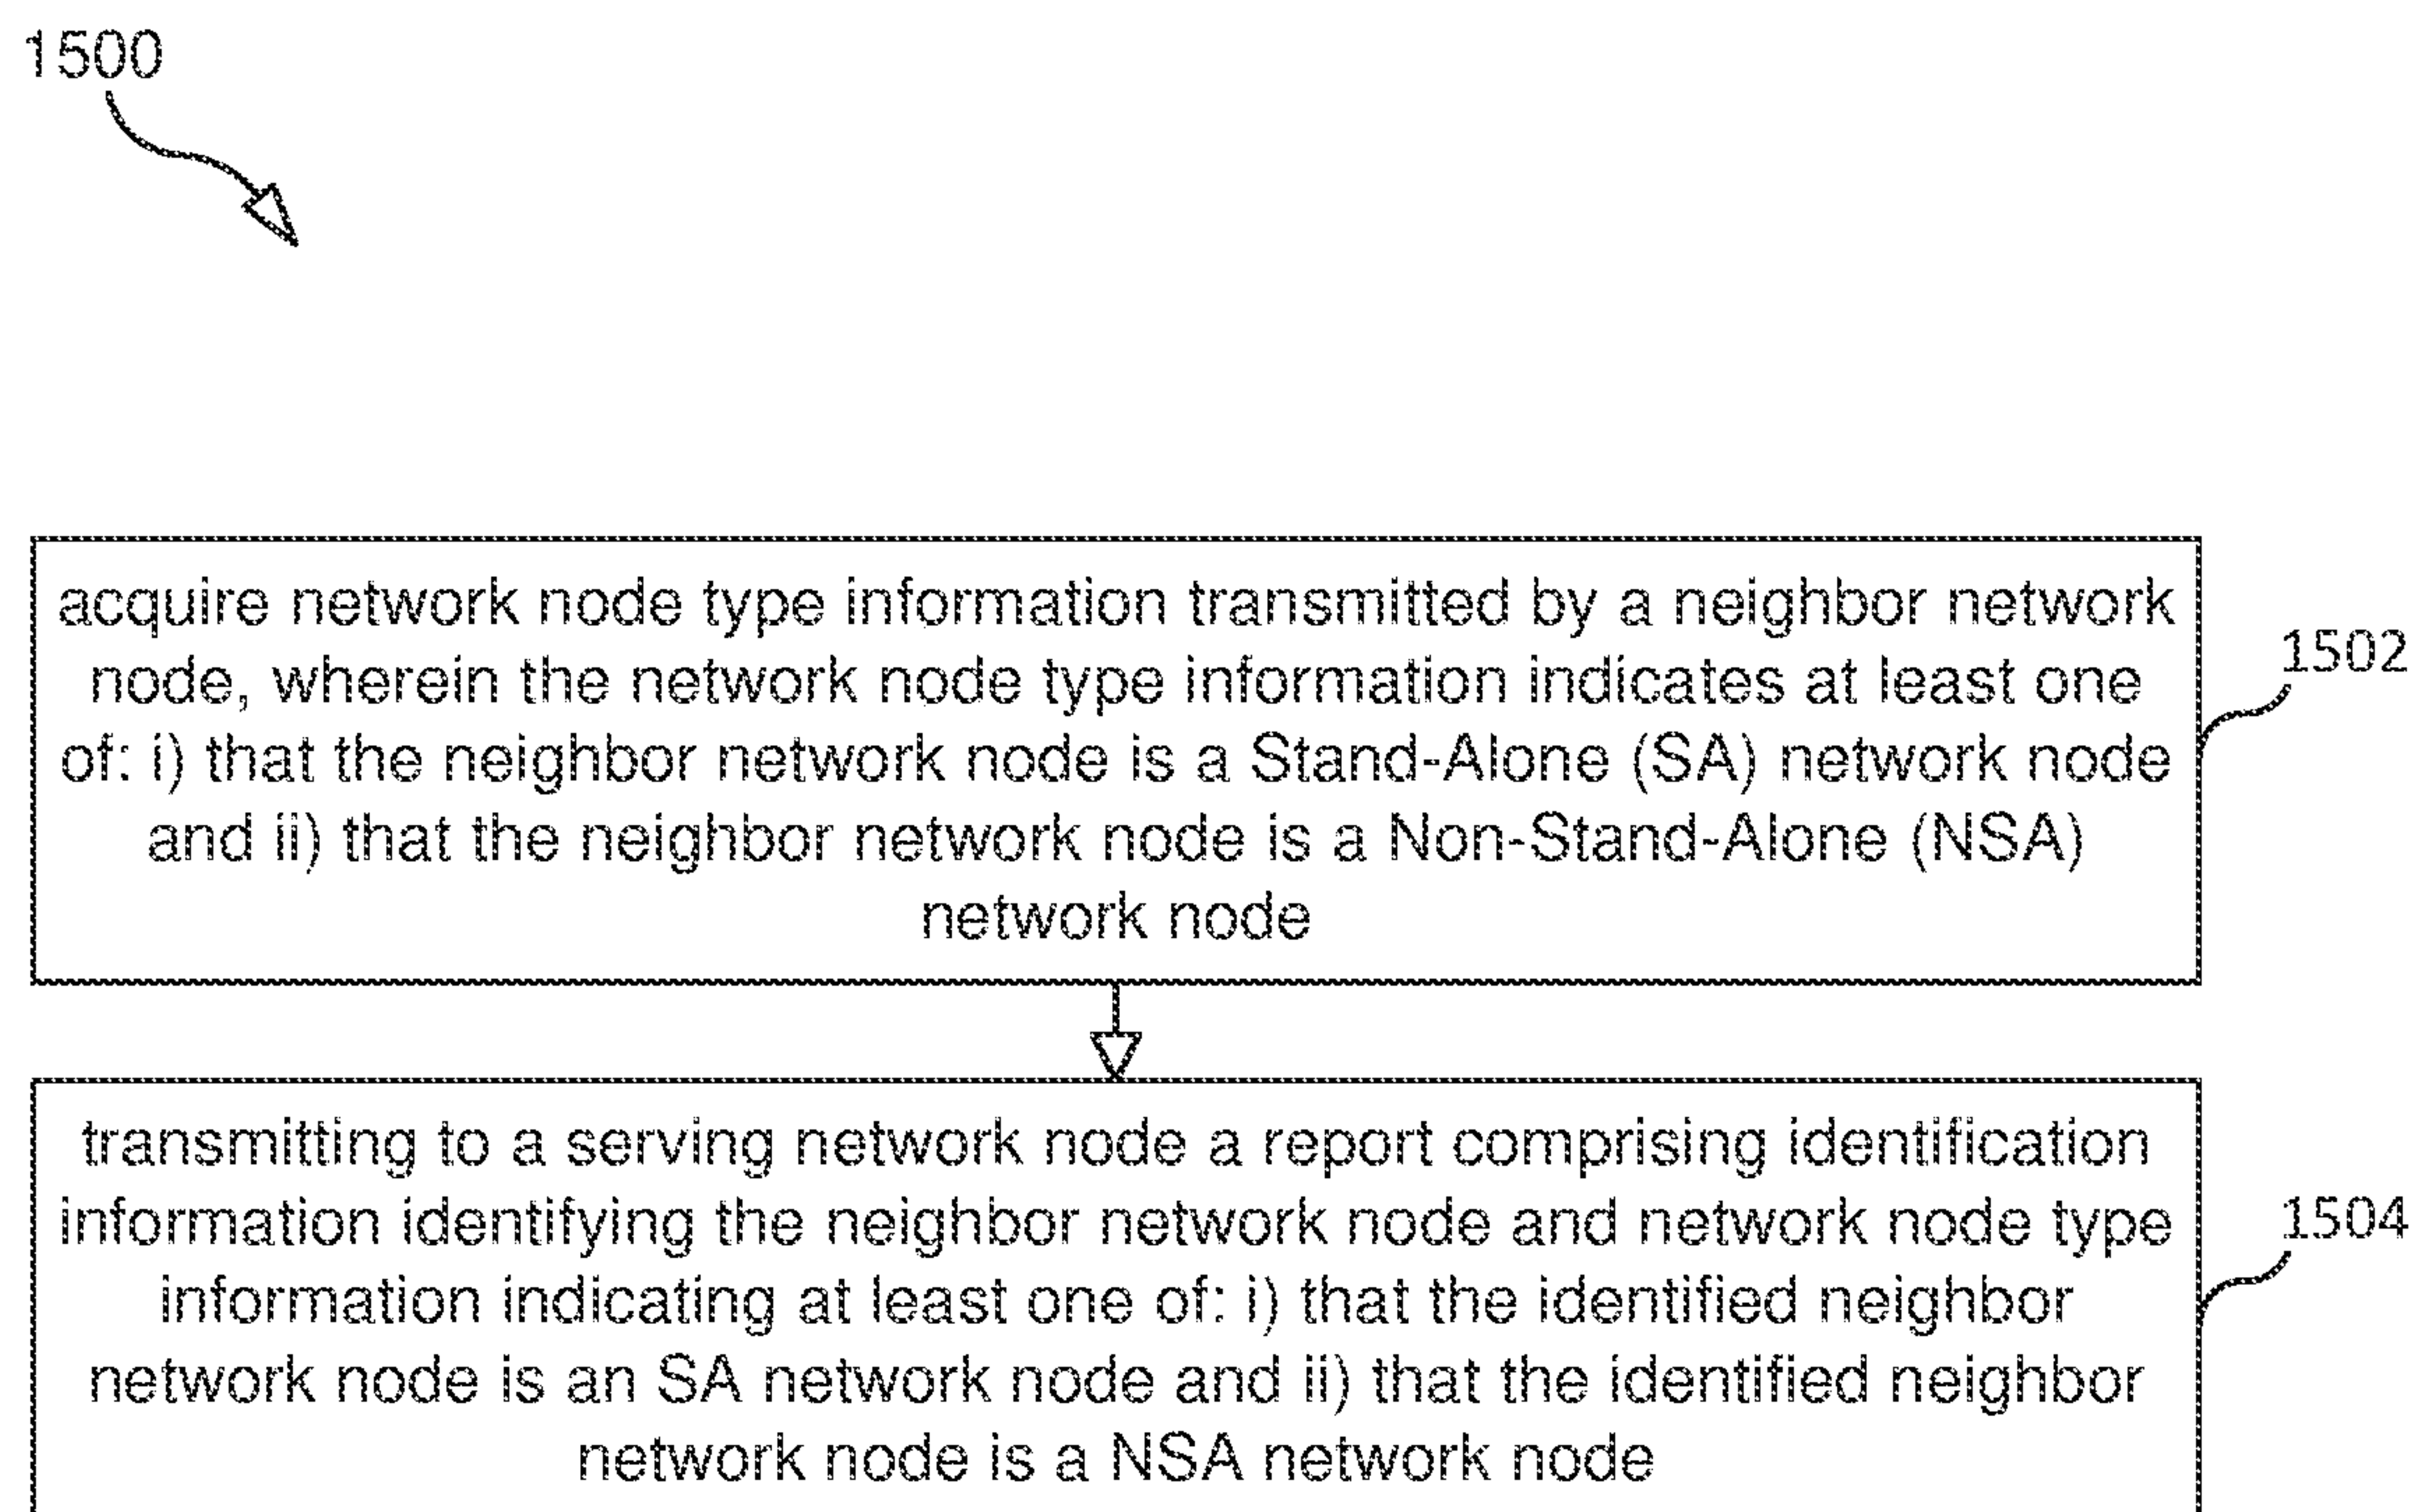 1500
acquire network node type information transmitted by a neighbor network
node, wherein the network node type information indicates at least one
of: i) that the neighbor network node is a Stand-Alone (SA) network node
and ii) that the neighbor network node is a Non-Stand-Alone (NSA)
network node
1502
transmitting to a serving network node a report comprising identification
information identifying the neighbor network node and network node type
information indicating at least one of: i) that the identified neighbor
network node is an SA network node and ii) that the identified neighbor
network node is a NSA network node
1504